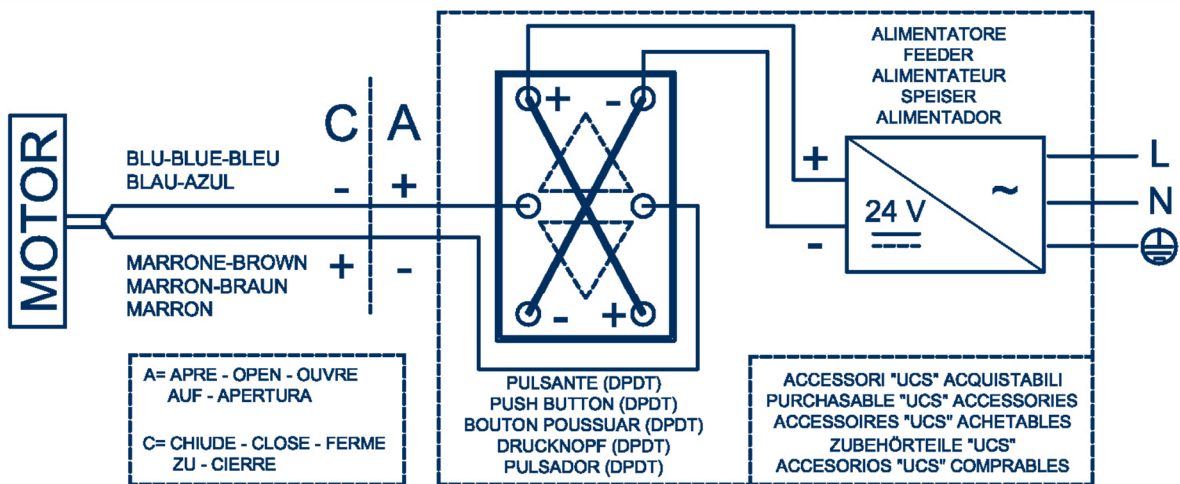 MOTOR
BLU-BLUE-BLEU
BLAU-AZUL
MARRONE-BROWN
MARRON-BRAUN
MARRON
C A
- +
+ -
+ -
- +
ALIMENTATORE
FEEDER
ALIMENTATEUR
SPEISER
ALIMENTADOR
+
-
24 V
~
L
N
A= APRE - OPEN - OUVRE
AUF - APERTURA
C= CHIUDE - CLOSE - FERME
ZU - CIERRE
PULSANTE (DPDT)
PUSH BUTTON (DPDT)
BOUTON POUSSUAR (DPDT)
DRUCKNOPF (DPDT)
PULSADOR (DPDT)
ACCESSORI "UCS" ACQUISTABILI
PURCHASABLE "UCS" ACCESSORIES
ACCESSOIRES "UCS" ACHETABLES
ZUBEHÖRTEILE "UCS"
ACCESORIOS "UCS" COMPRABLES